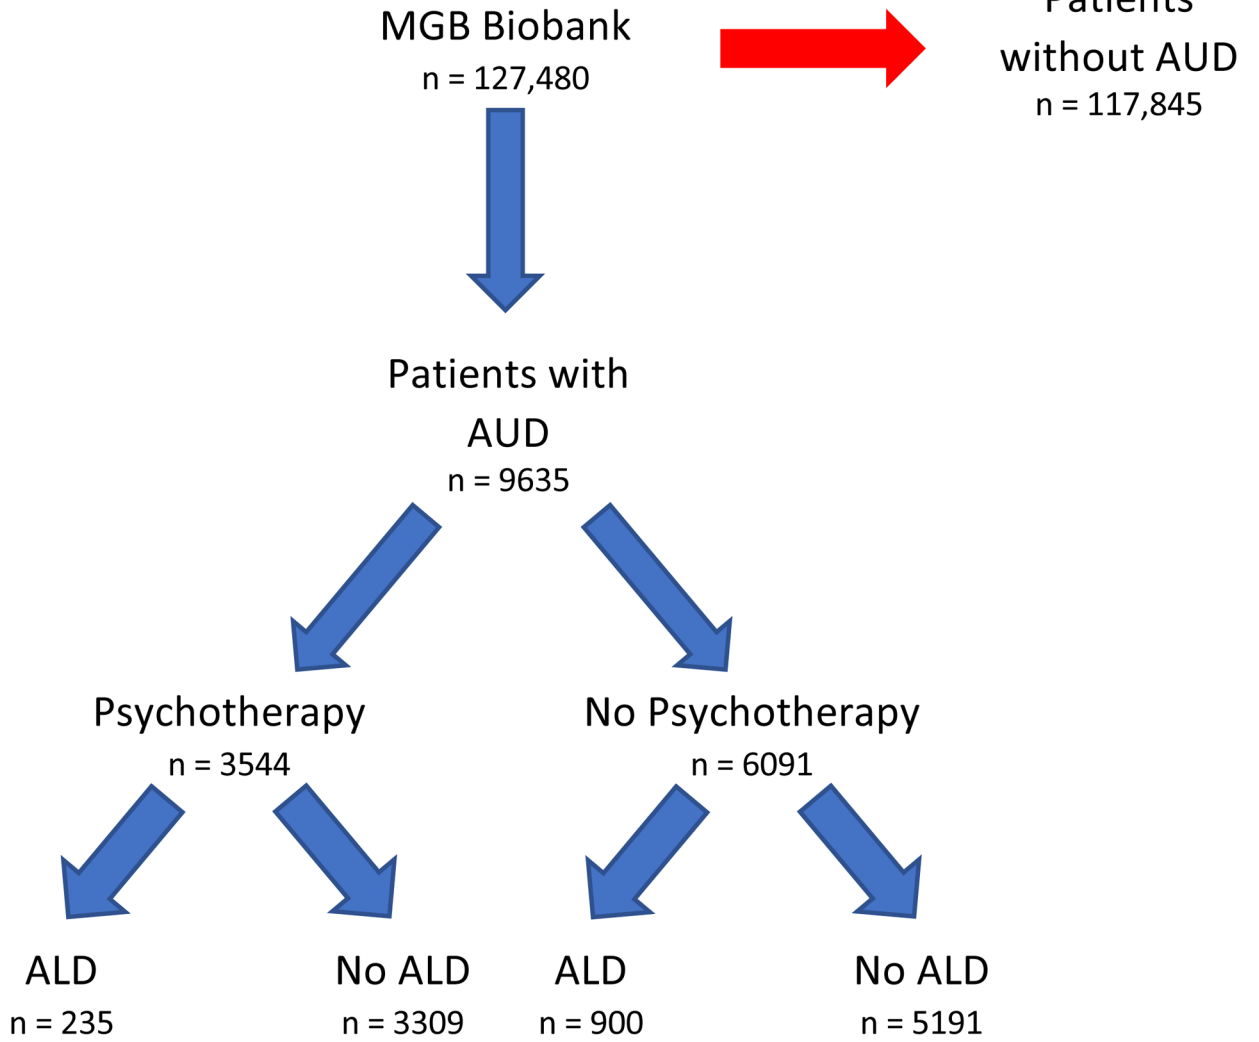 Patients
MGB Biobank
without AUD
n = 127,480
n = 117,845
Patients with
AUD
n = 9635
Psychotherapy
No Psychotherapy
n = 3544
n = 6091
ALD
No ALD
ALD
No ALD
n = 235
n = 3309
n = 900
n = 5191